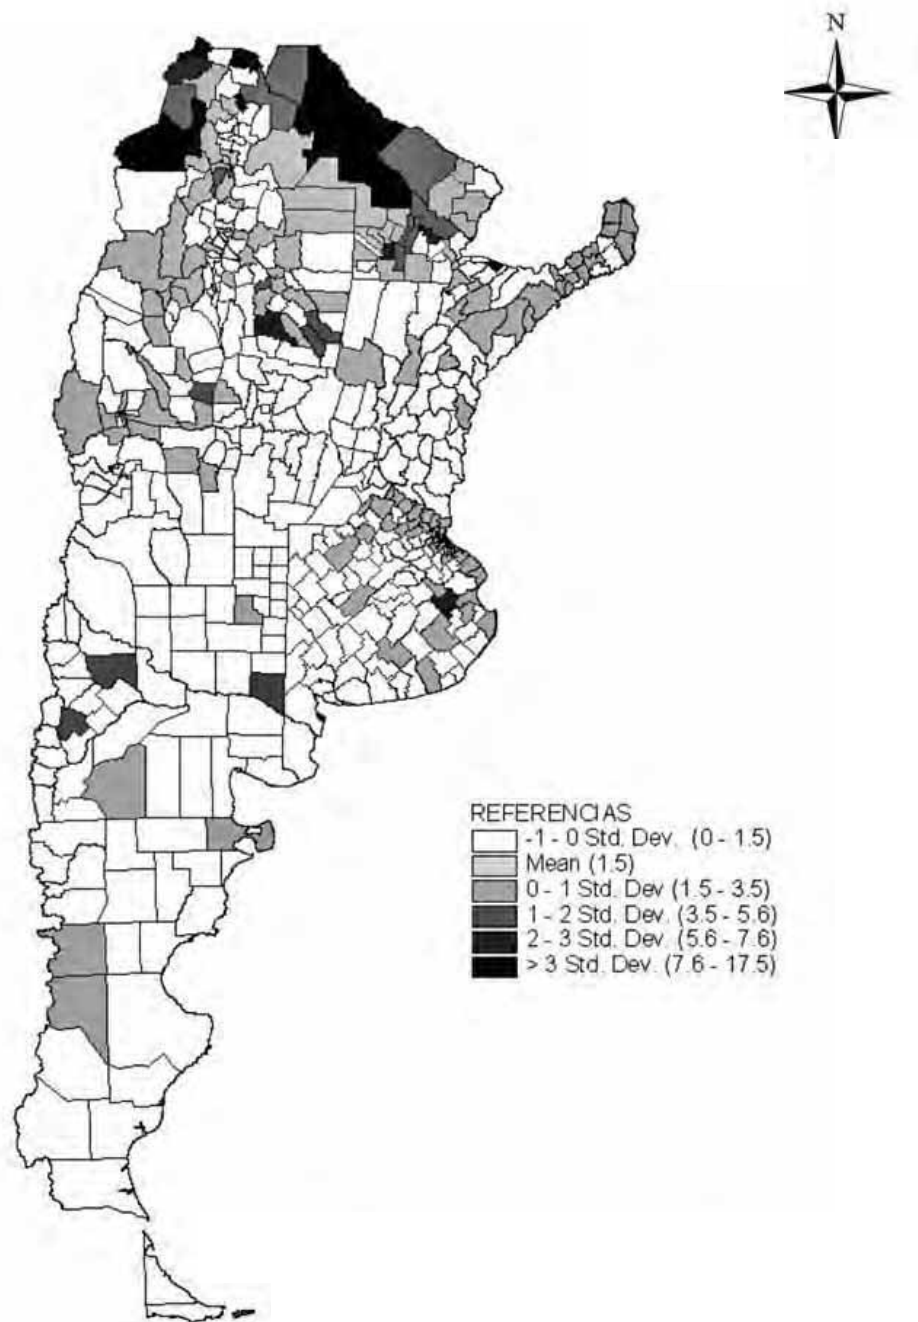 N
REFERENCIAS
-1 - 0 Std. Dev. (0 - 1.5)
Mean (1.5)
0 - 1 Std. Dev (1.5 - 3.5)
1 - 2 Std. Dev. (3.5 - 5.6)
2 - 3 Std. Dev. (5.6 - 7.6)
> 3 Std. Dev. (7.6 - 17.5)